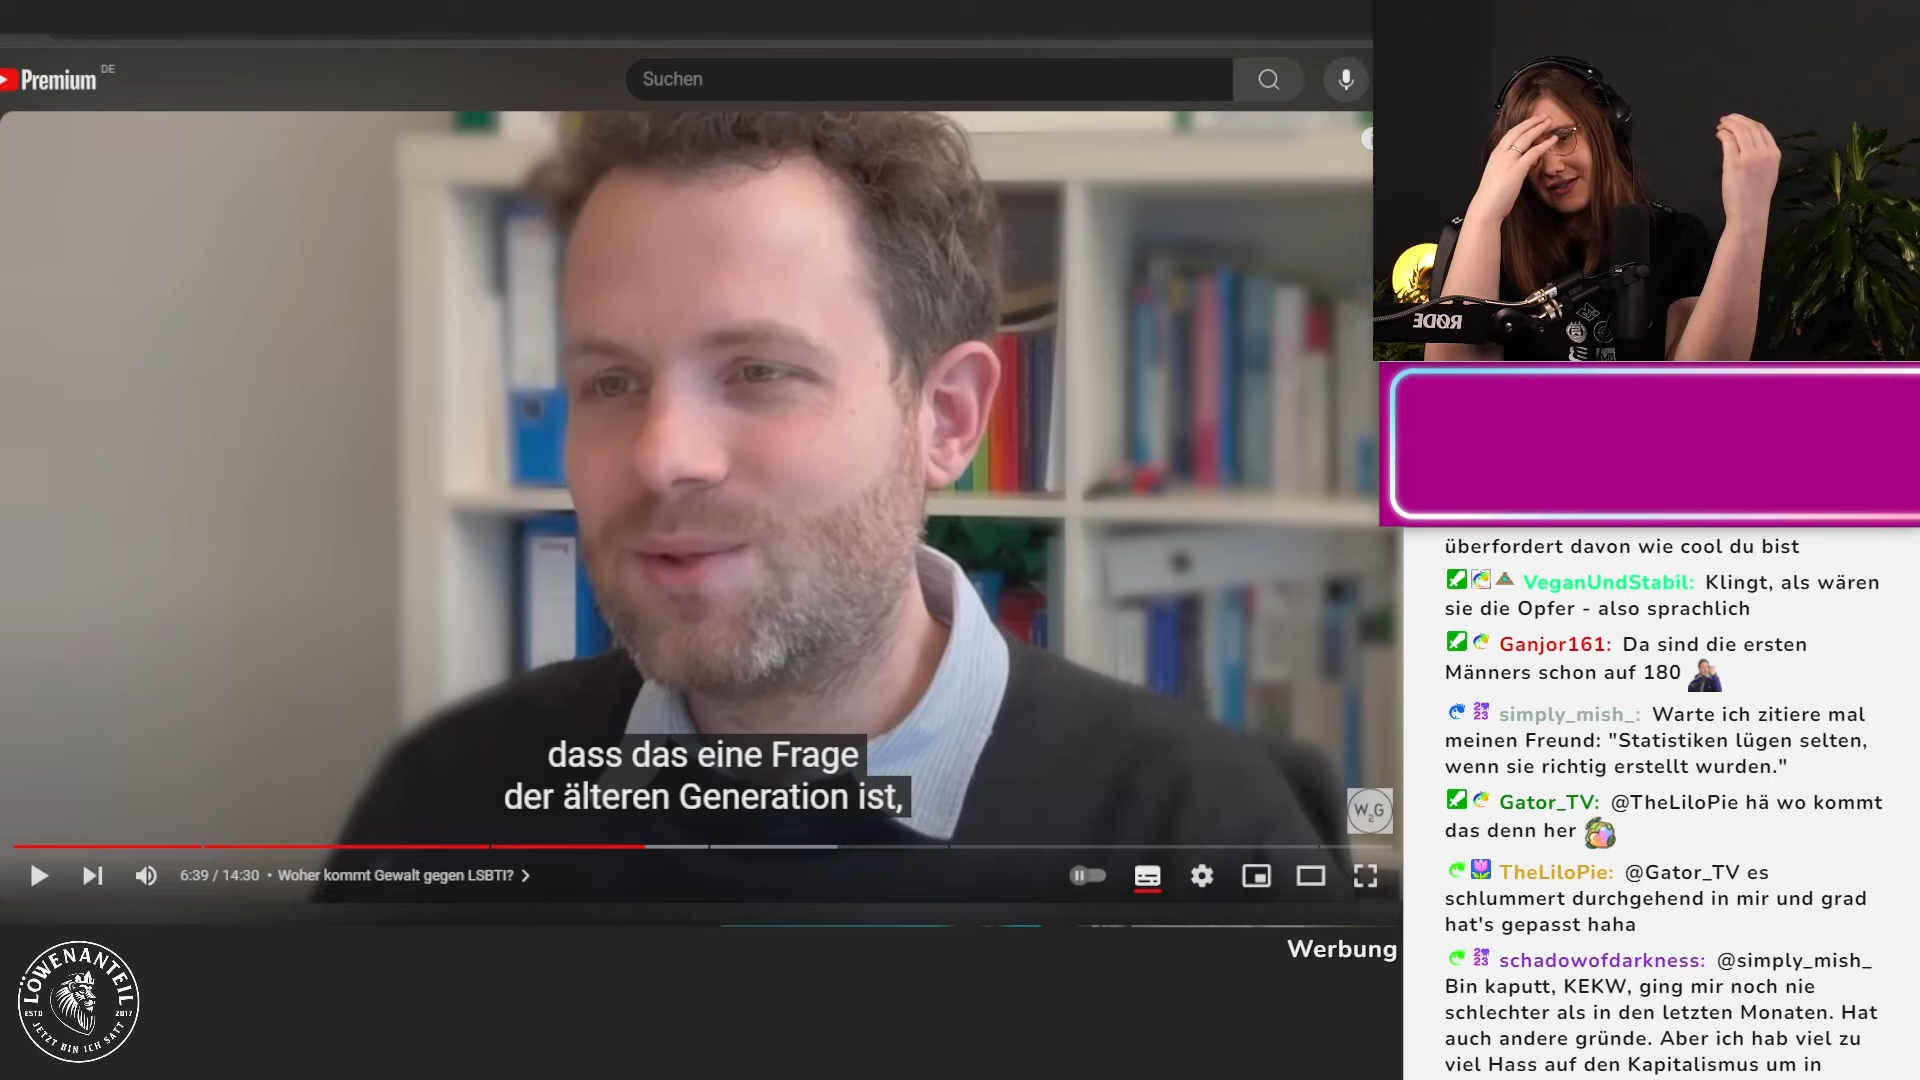 Premium DE
Suchen
dass das eine Frage
der älteren Generation ist,
W2G
6:39 / 14:30 • Woher kommt Gewalt gegen LSBTI?
Werbung
LÖWENANTEIL
ESTD 2017
JETZT BIN ICH SATT
RØDE
überfordert davon wie cool du bist
VeganUndStabil: Klingt, als wären
sie die Opfer - also sprachlich
Ganjor161: Da sind die ersten
Männers schon auf 180
simply_mish_: Warte ich zitiere mal
meinen Freund: "Statistiken lügen selten,
wenn sie richtig erstellt wurden."
Gator_TV: @TheLiloPie hä wo kommt
das denn her
TheLiloPie: @Gator_TV es
schlummert durchgehend in mir und grad
hat's gepasst haha
schadowofdarkness: @simply_mish_
Bin kaputt, KEKW, ging mir noch nie
schlechter als in den letzten Monaten. Hat
auch andere gründe. Aber ich hab viel zu
viel Hass auf den Kapitalismus um in